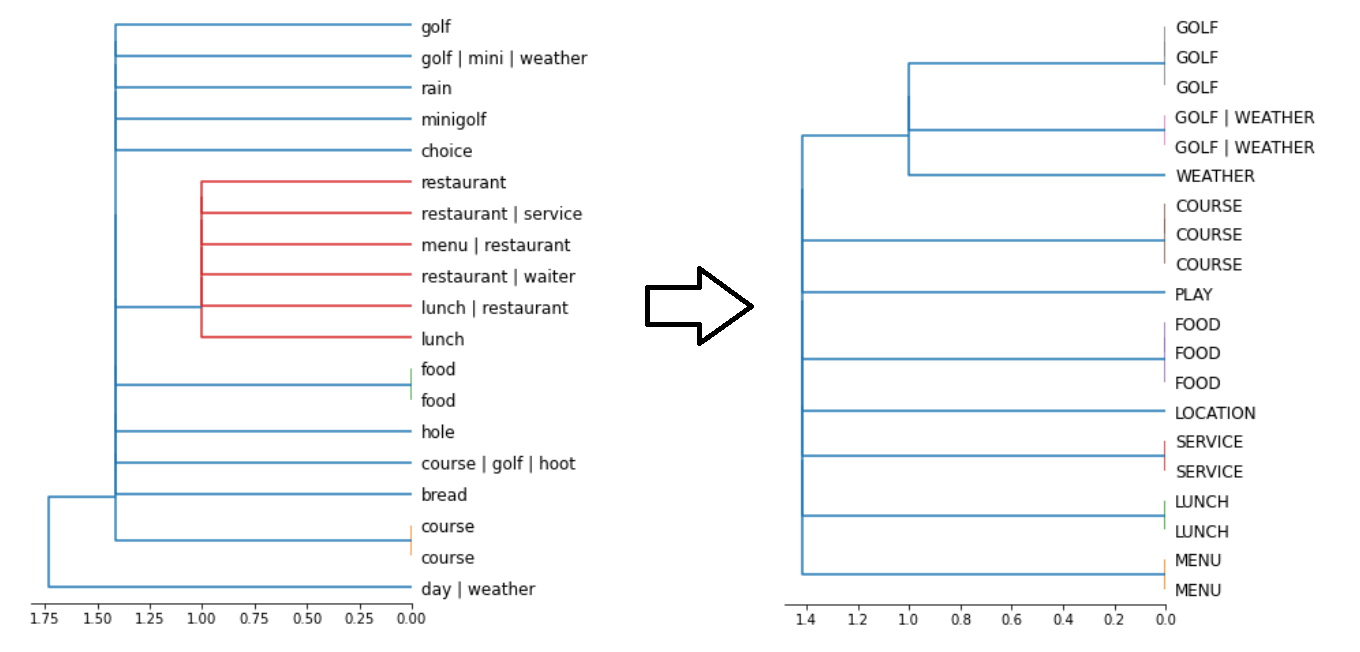 golf
golf | mini | weather
rain
minigolf
choice
restaurant
restaurant | service
menu | restaurant
restaurant | waiter
lunch | restaurant
lunch
food
food
hole
course | golf | hoot
bread
course
course
day | weather
1.75 1.50 1.25 1.00 0.75 0.50 0.25 0.00
GOLF
GOLF
GOLF
GOLF | WEATHER
GOLF | WEATHER
WEATHER
COURSE
COURSE
COURSE
PLAY
FOOD
FOOD
FOOD
LOCATION
SERVICE
SERVICE
LUNCH
LUNCH
MENU
MENU
1.4 1.2 1.0 0.8 0.6 0.4 0.2 0.0